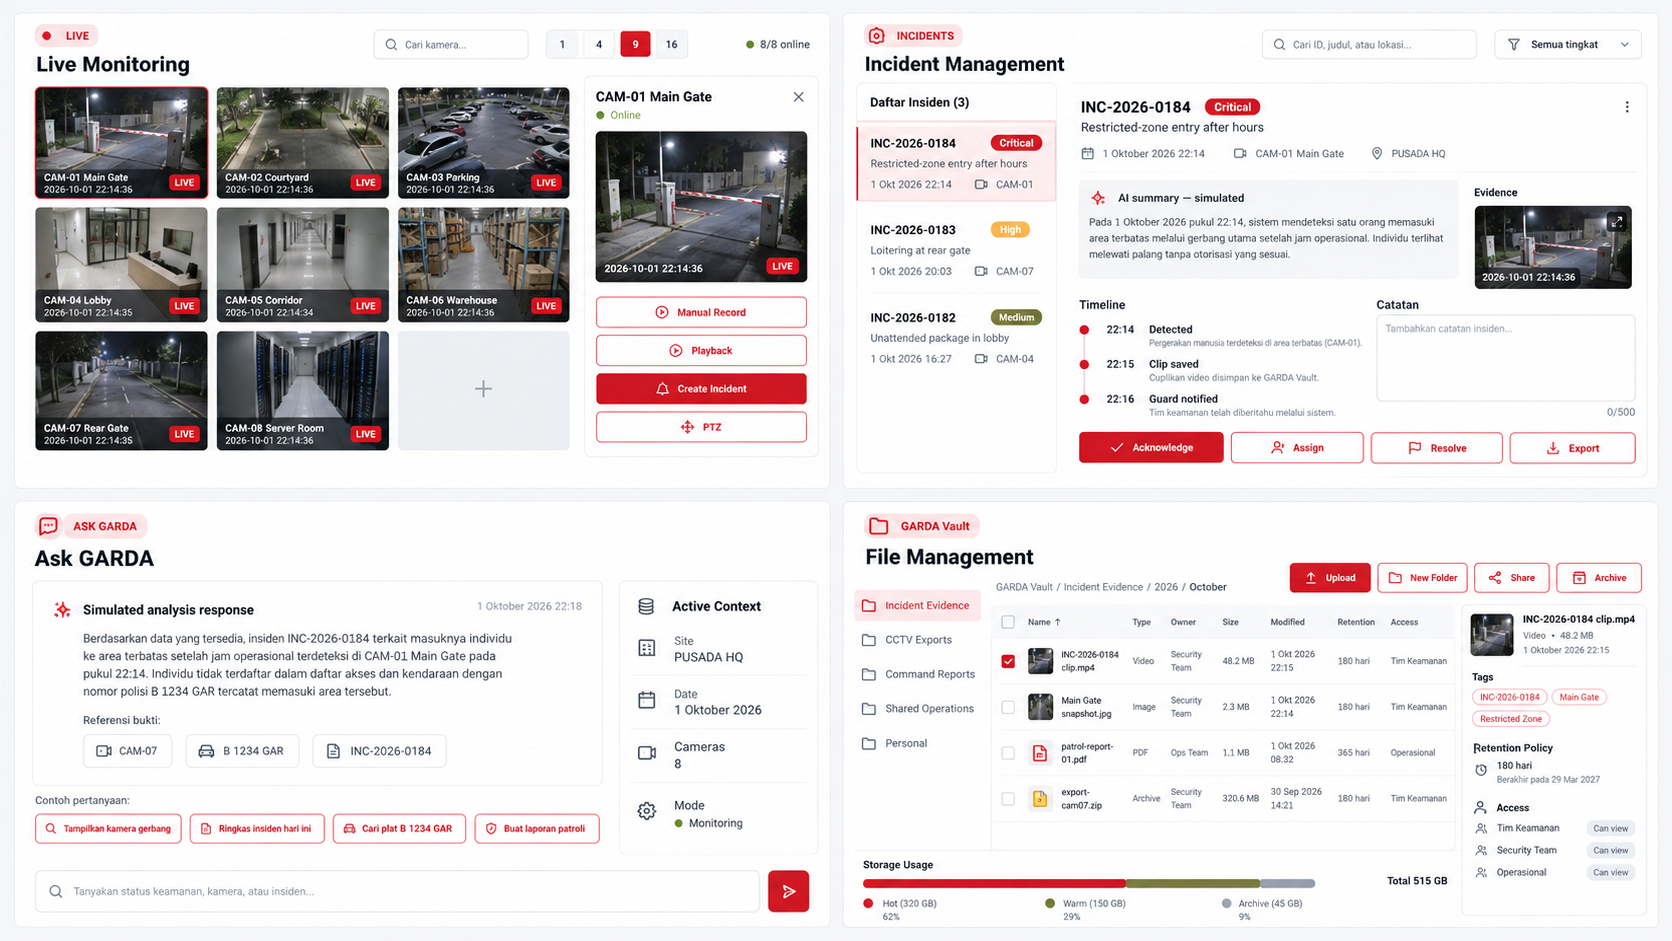 LIVE
Live Monitoring
Cari kamera...
1
4
9
16
8/8 online
CAM-01 Main Gate
2026-10-01 22:14:36
LIVE
CAM-02 Courtyard
2026-10-01 22:14:36
LIVE
CAM-03 Parking
2026-10-01 22:14:36
LIVE
CAM-04 Lobby
2026-10-01 22:14:35
LIVE
CAM-05 Corridor
2026-10-01 22:14:34
LIVE
CAM-06 Warehouse
2026-10-01 22:14:36
LIVE
CAM-07 Rear Gate
2026-10-01 22:14:35
LIVE
CAM-08 Server Room
2026-10-01 22:14:36
LIVE
CAM-01 Main Gate
Online
2026-10-01 22:14:36
LIVE
Manual Record
Playback
Create Incident
PTZ
INCIDENTS
Incident Management
Cari ID, judul, atau lokasi...
Semua tingkat
Daftar Insiden (3)
INC-2026-0184
Critical
Restricted-zone entry after hours
1 Okt 2026 22:14
CAM-01
INC-2026-0183
High
Loitering at rear gate
1 Okt 2026 20:03
CAM-07
INC-2026-0182
Medium
Unattended package in lobby
1 Okt 2026 16:27
CAM-04
INC-2026-0184
Critical
Restricted-zone entry after hours
1 Oktober 2026 22:14
CAM-01 Main Gate
PUSADA HQ
AI summary — simulated
Pada 1 Oktober 2026 pukul 22:14, sistem mendeteksi satu orang memasuki
area terbatas melalui gerbang utama setelah jam operasional. Individu terlihat
melewati palang tanpa otorisasi yang sesuai.
Evidence
2026-10-01 22:14:36
Timeline
22:14
Detected
Pergerakan manusia terdeteksi di area terbatas (CAM-01).
22:15
Clip saved
Cuplikan video disimpan ke GARDA Vault.
22:16
Guard notified
Tim keamanan telah diberitahu melalui sistem.
Catatan
Tambahkan catatan insiden...
0/500
Acknowledge
Assign
Resolve
Export
ASK GARDA
Ask GARDA
Simulated analysis response
1 Oktober 2026 22:18
Berdasarkan data yang tersedia, insiden INC-2026-0184 terkait masuknya individu
ke area terbatas setelah jam operasional terdeteksi di CAM-01 Main Gate pada
pukul 22:14. Individu tidak terdaftar dalam daftar akses dan kendaraan dengan
nomor polisi B 1234 GAR tercatat memasuki area tersebut.
Referensi bukti:
CAM-07
B 1234 GAR
INC-2026-0184
Contoh pertanyaan:
Tampilkan kamera gerbang
Ringkas insiden hari ini
Cari plat B 1234 GAR
Buat laporan patroli
Tanyakan status keamanan, kamera, atau insiden...
Active Context
Site
PUSADA HQ
Date
1 Oktober 2026
Cameras
8
Mode
Monitoring
GARDA Vault
File Management
GARDA Vault / Incident Evidence / 2026 / October
Upload
New Folder
Share
Archive
Incident Evidence
CCTV Exports
Command Reports
Shared Operations
Personal
Name ↑
Type
Owner
Size
Modified
Retention
Access
INC-2026-0184
clip.mp4
Video
Security
Team
48.2 MB
1 Okt 2026
22:15
180 hari
Tim Keamanan
Main Gate
snapshot.jpg
Image
Security
Team
2.3 MB
1 Okt 2026
22:14
180 hari
Tim Keamanan
patrol-report-
01.pdf
PDF
Ops Team
1.1 MB
1 Okt 2026
08.32
365 hari
Operasional
export-
cam07.zip
Archive
Security
Team
320.6 MB
30 Sep 2026
14:21
180 hari
Tim Keamanan
INC-2026-0184 clip.mp4
Video • 48.2 MB
1 Oktober 2026 22:15
Tags
INC-2026-0184
Main Gate
Restricted Zone
Retention Policy
180 hari
Berakhir pada 29 Mar 2027
Access
Tim Keamanan
Can view
Security Team
Can view
Operasional
Can view
Storage Usage
Total 515 GB
Hot (320 GB)
62%
Warm (150 GB)
29%
Archive (45 GB)
9%